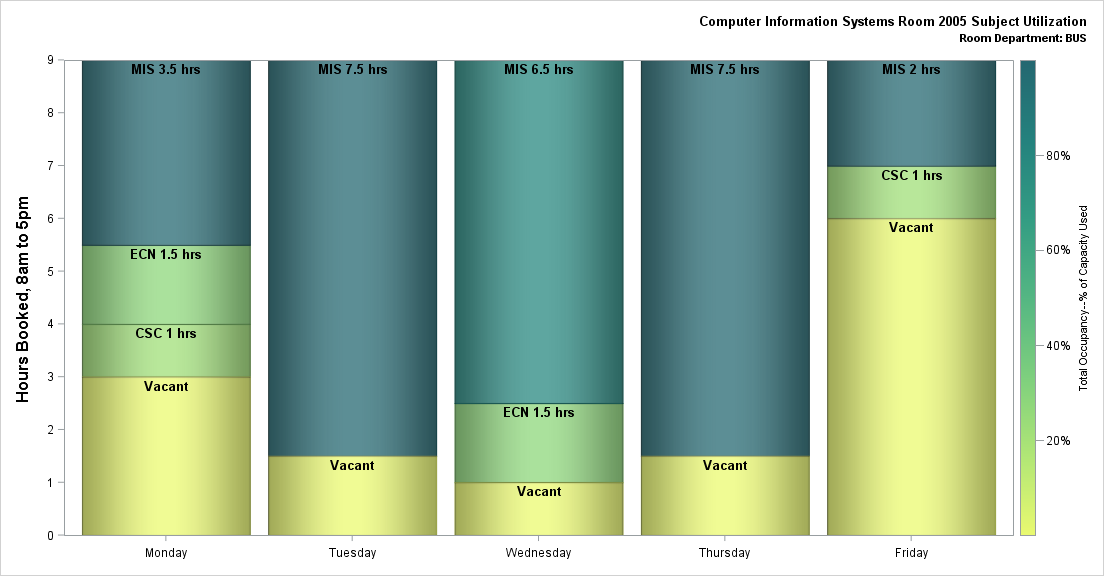 Computer Information Systems Room 2005 Subject Utilization
Room Department: BUS
Hours Booked, 8am to 5pm
9
8
7
6
5
4
3
2
1
0
MIS 3.5 hrs
ECN 1.5 hrs
CSC 1 hrs
Vacant
MIS 7.5 hrs
Vacant
MIS 6.5 hrs
ECN 1.5 hrs
Vacant
MIS 7.5 hrs
Vacant
MIS 2 hrs
CSC 1 hrs
Vacant
Monday
Tuesday
Wednesday
Thursday
Friday
80%
60%
40%
20%
Total Occupancy--% of Capacity Used